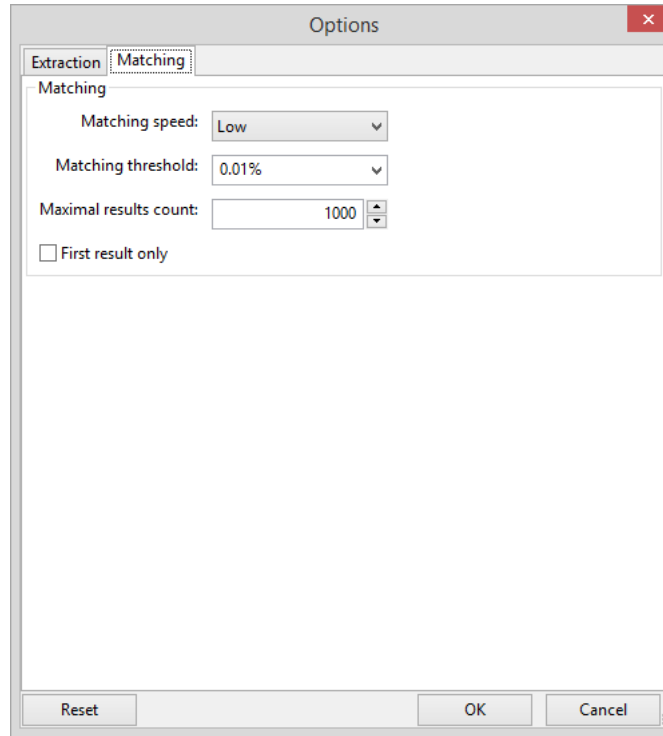 Options
Extraction Matching
Matching
Matching speed: Low
Matching threshold: 0.01%
Maximal results count: 1000
First result only
Reset OK Cancel